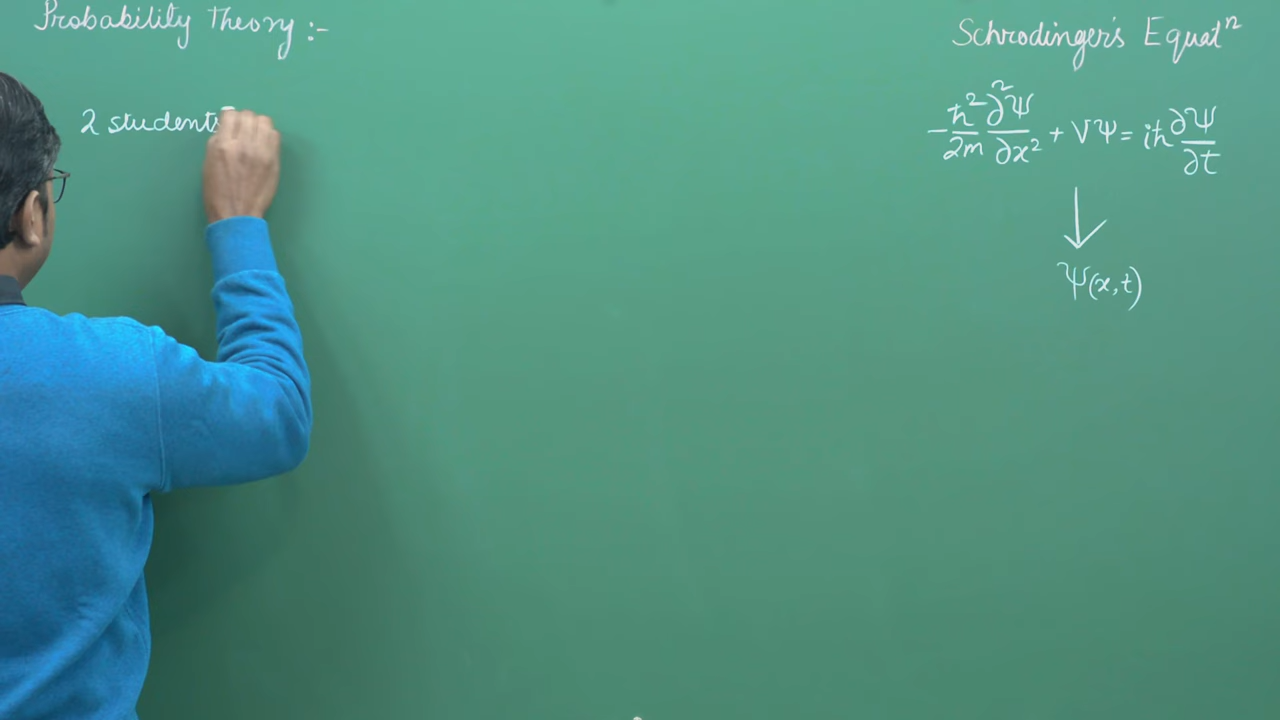 Probability Theory :-
2 students
Schrodinger's Equatⁿ
-ħ²/2m ∂²Ψ/∂x² + VΨ = iħ ∂Ψ/∂t
↓
Ψ(x,t)